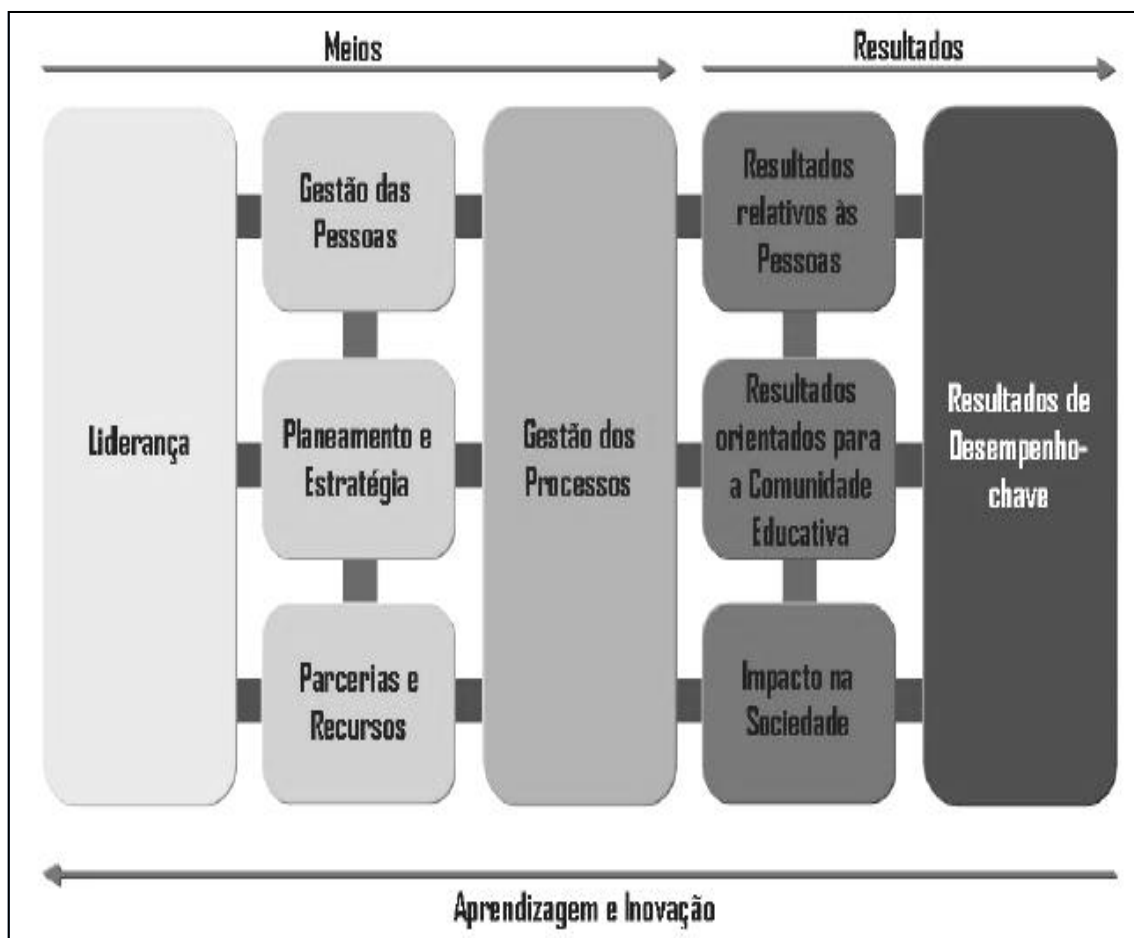 Meios
Resultados
Liderança
Gestão das
Pessoas
Planeamento e
Estratégia
Parcerias e
Recursos
Gestão dos
Processos
Resultados
relativos às
Pessoas
Resultados
orientados para
a Comunidade
Educativa
Impacto na
Sociedade
Resultados de
Desempenho-
chave
Aprendizagem e Inovação